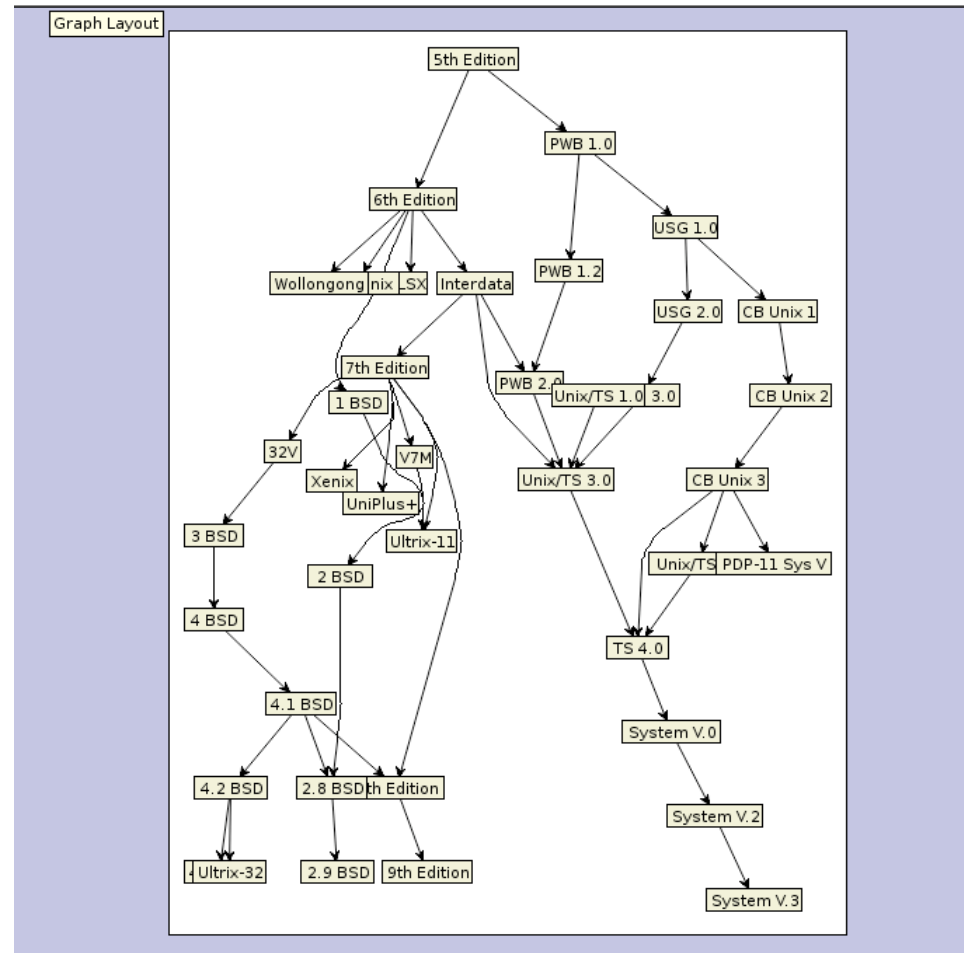 Graph Layout
5th Edition
PWB 1.0
6th Edition
USG 1.0
PWB 1.2
Wollongong
nix
LSX
Interdata
USG 2.0
CB Unix 1
7th Edition
PWB 2.0
Unix/TS 1.0
3.0
CB Unix 2
1 BSD
32V
V7M
Xenix
Unix/TS 3.0
CB Unix 3
UniPlus+
3 BSD
Ultrix-11
Unix/TS
PDP-11 Sys V
2 BSD
4 BSD
TS 4.0
4.1 BSD
System V.0
4.2 BSD
2.8 BSD
th Edition
System V.2
4
Ultrix-32
2.9 BSD
9th Edition
System V.3